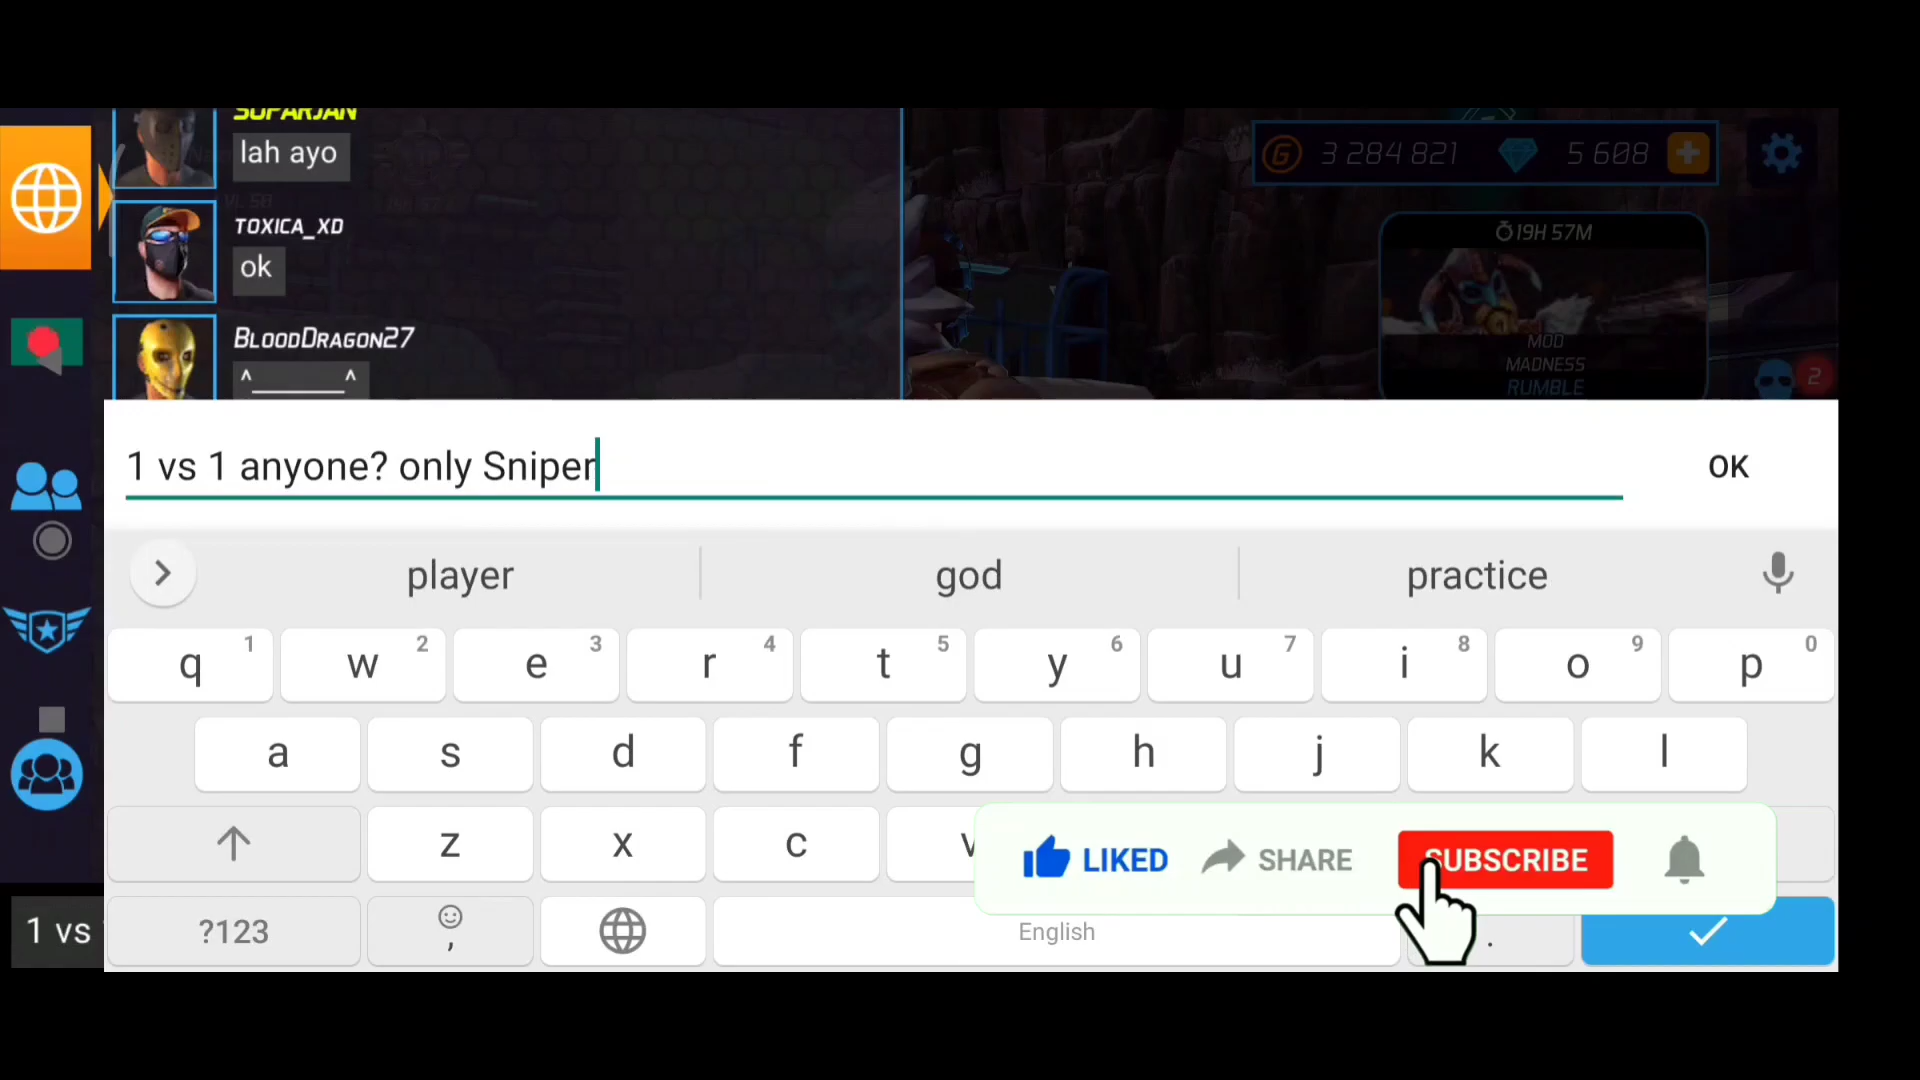 SUPARJAN
lah ayo
TOXICA_XD
ok
BLOODDRAGON27
^______^
3 284 821
5 608
19H 57M
MOD
MADNESS
RUMBLE
2
1 vs 1 anyone? only Sniper
OK
player
god
practice
q 1 w 2 e 3 r 4 t 5 y 6 u 7 i 8 o 9 p 0
a s d f g h j k l
z x c v
LIKED SHARE SUBSCRIBE
1 vs
?123 , English .